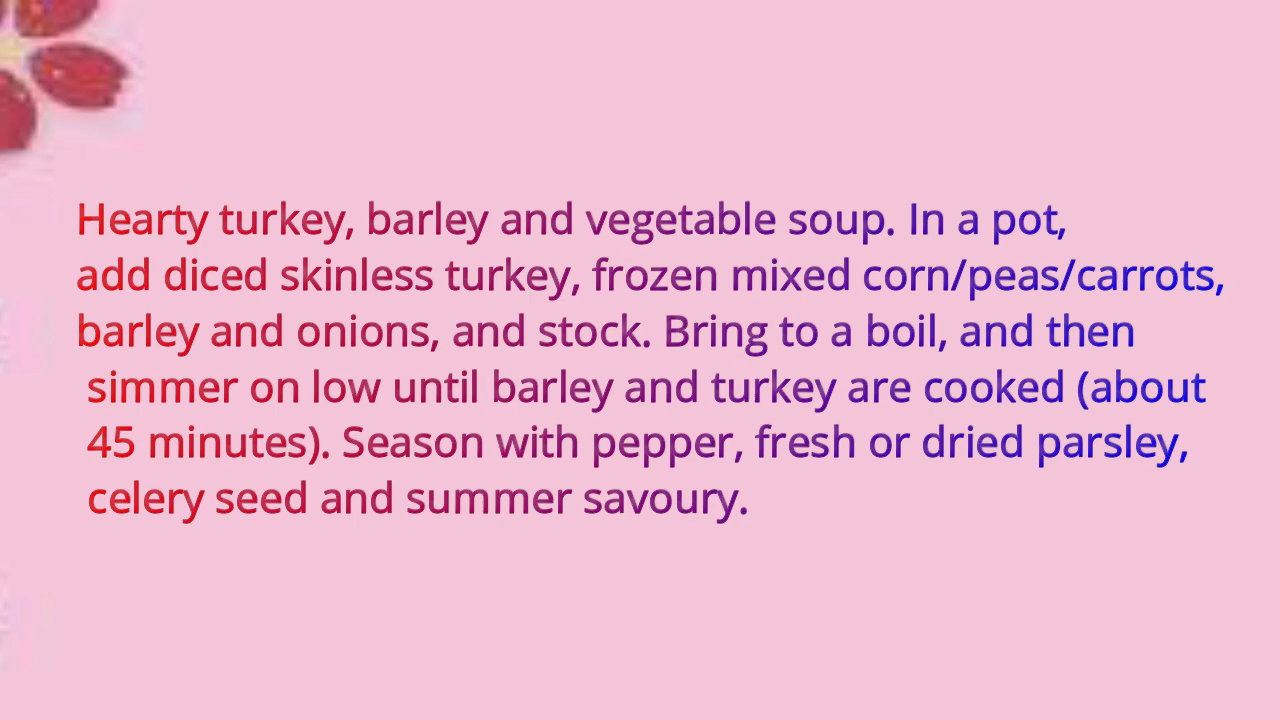 Hearty turkey, barley and vegetable soup. In a pot,
add diced skinless turkey, frozen mixed corn/peas/carrots,
barley and onions, and stock. Bring to a boil, and then
simmer on low until barley and turkey are cooked (about
45 minutes). Season with pepper, fresh or dried parsley,
celery seed and summer savoury.